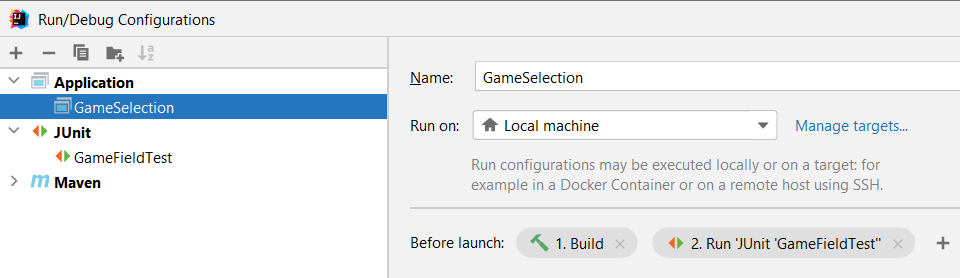 Run/Debug Configurations
Application
GameSelection
JUnit
GameFieldTest
Maven
Name: GameSelection
Run on: Local machine Manage targets...
Run configurations may be executed locally or on a target: for
example in a Docker Container or on a remote host using SSH.
Before launch: 1. Build 2. Run 'JUnit 'GameFieldTest''